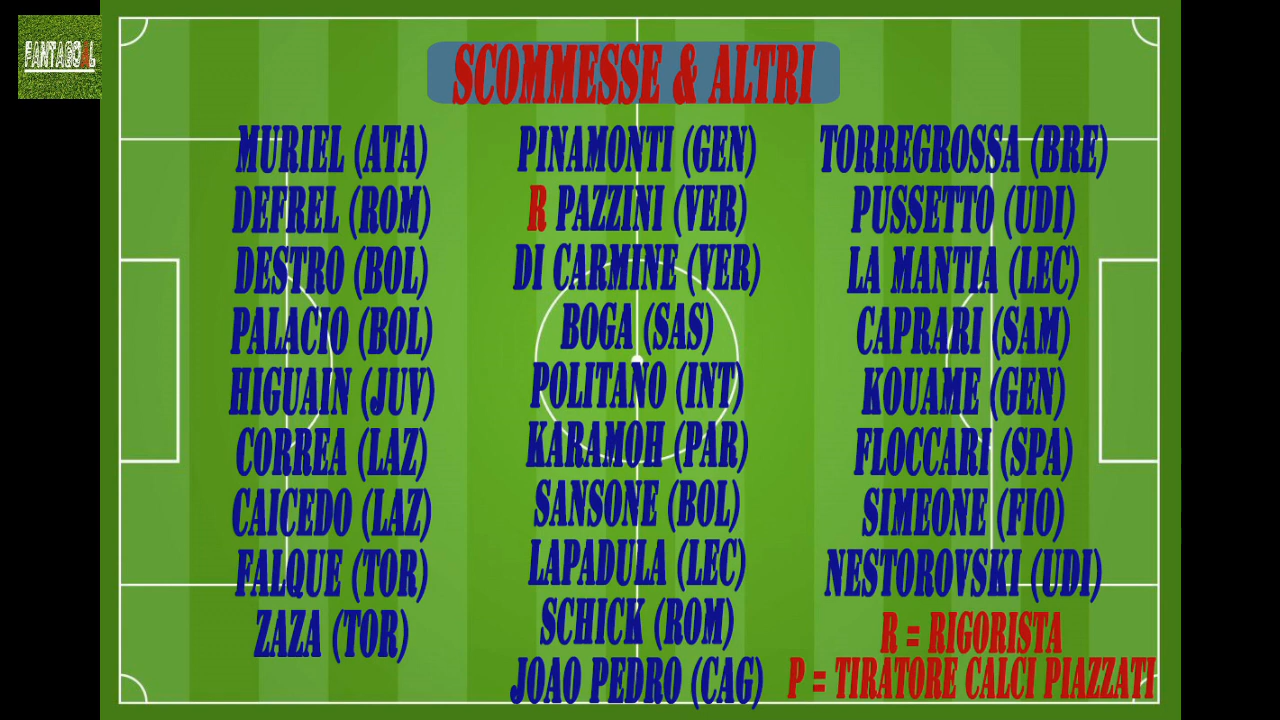 FANTAGOAL
SCOMMESSE & ALTRI
MURIEL (ATA)
DEFREL (ROM)
DESTRO (BOL)
PALACIO (BOL)
HIGUAIN (JUV)
CORREA (LAZ)
CAICEDO (LAZ)
FALQUE (TOR)
ZAZA (TOR)
PINAMONTI (GEN)
R PAZZINI (VER)
DI CARMINE (VER)
BOGA (SAS)
POLITANO (INT)
KARAMOH (PAR)
SANSONE (BOL)
LAPADULA (LEC)
SCHICK (ROM)
JOAO PEDRO (CAG)
TORREGROSSA (BRE)
PUSSETTO (UDI)
LA MANTIA (LEC)
CAPRARI (SAM)
KOUAME (GEN)
FLOCCARI (SPA)
SIMEONE (FIO)
NESTOROVSKI (UDI)
R = RIGORISTA
P = TIRATORE CALCI PIAZZATI